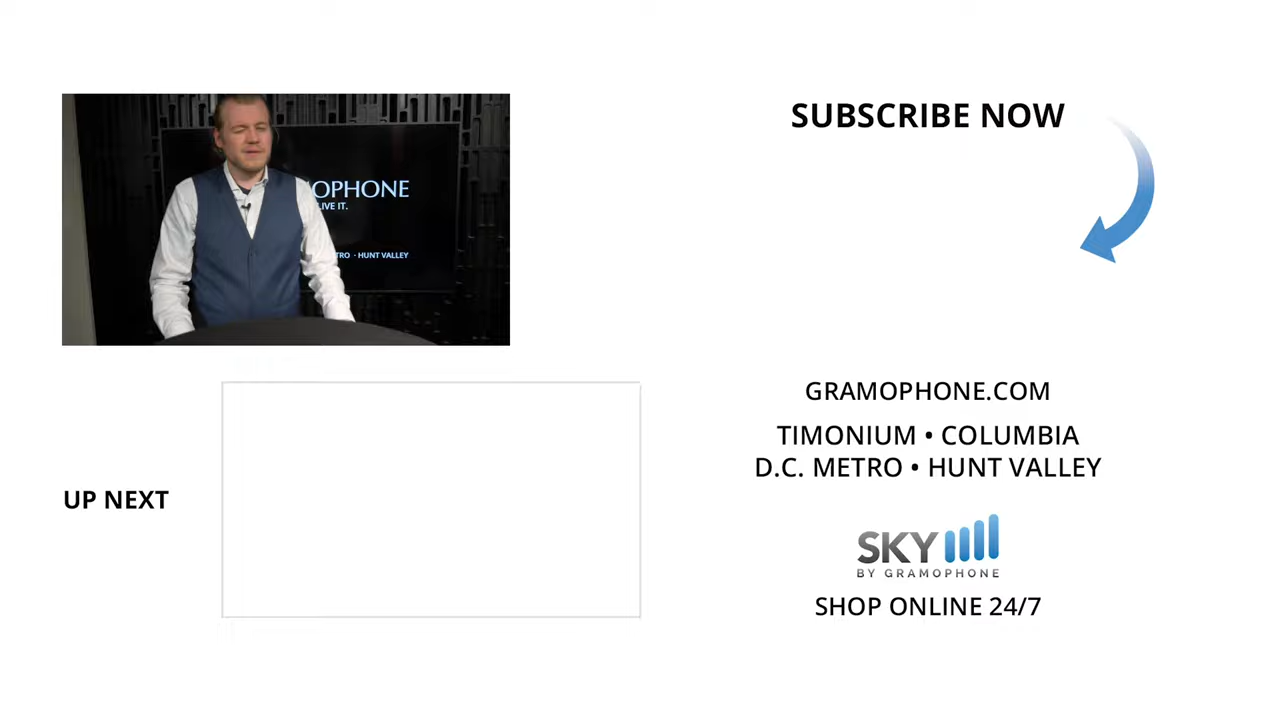 OPHONE
LIVE IT.
TRO • HUNT VALLEY
SUBSCRIBE NOW
UP NEXT
GRAMOPHONE.COM
TIMONIUM • COLUMBIA
D.C. METRO • HUNT VALLEY
SKY
BY GRAMOPHONE
SHOP ONLINE 24/7